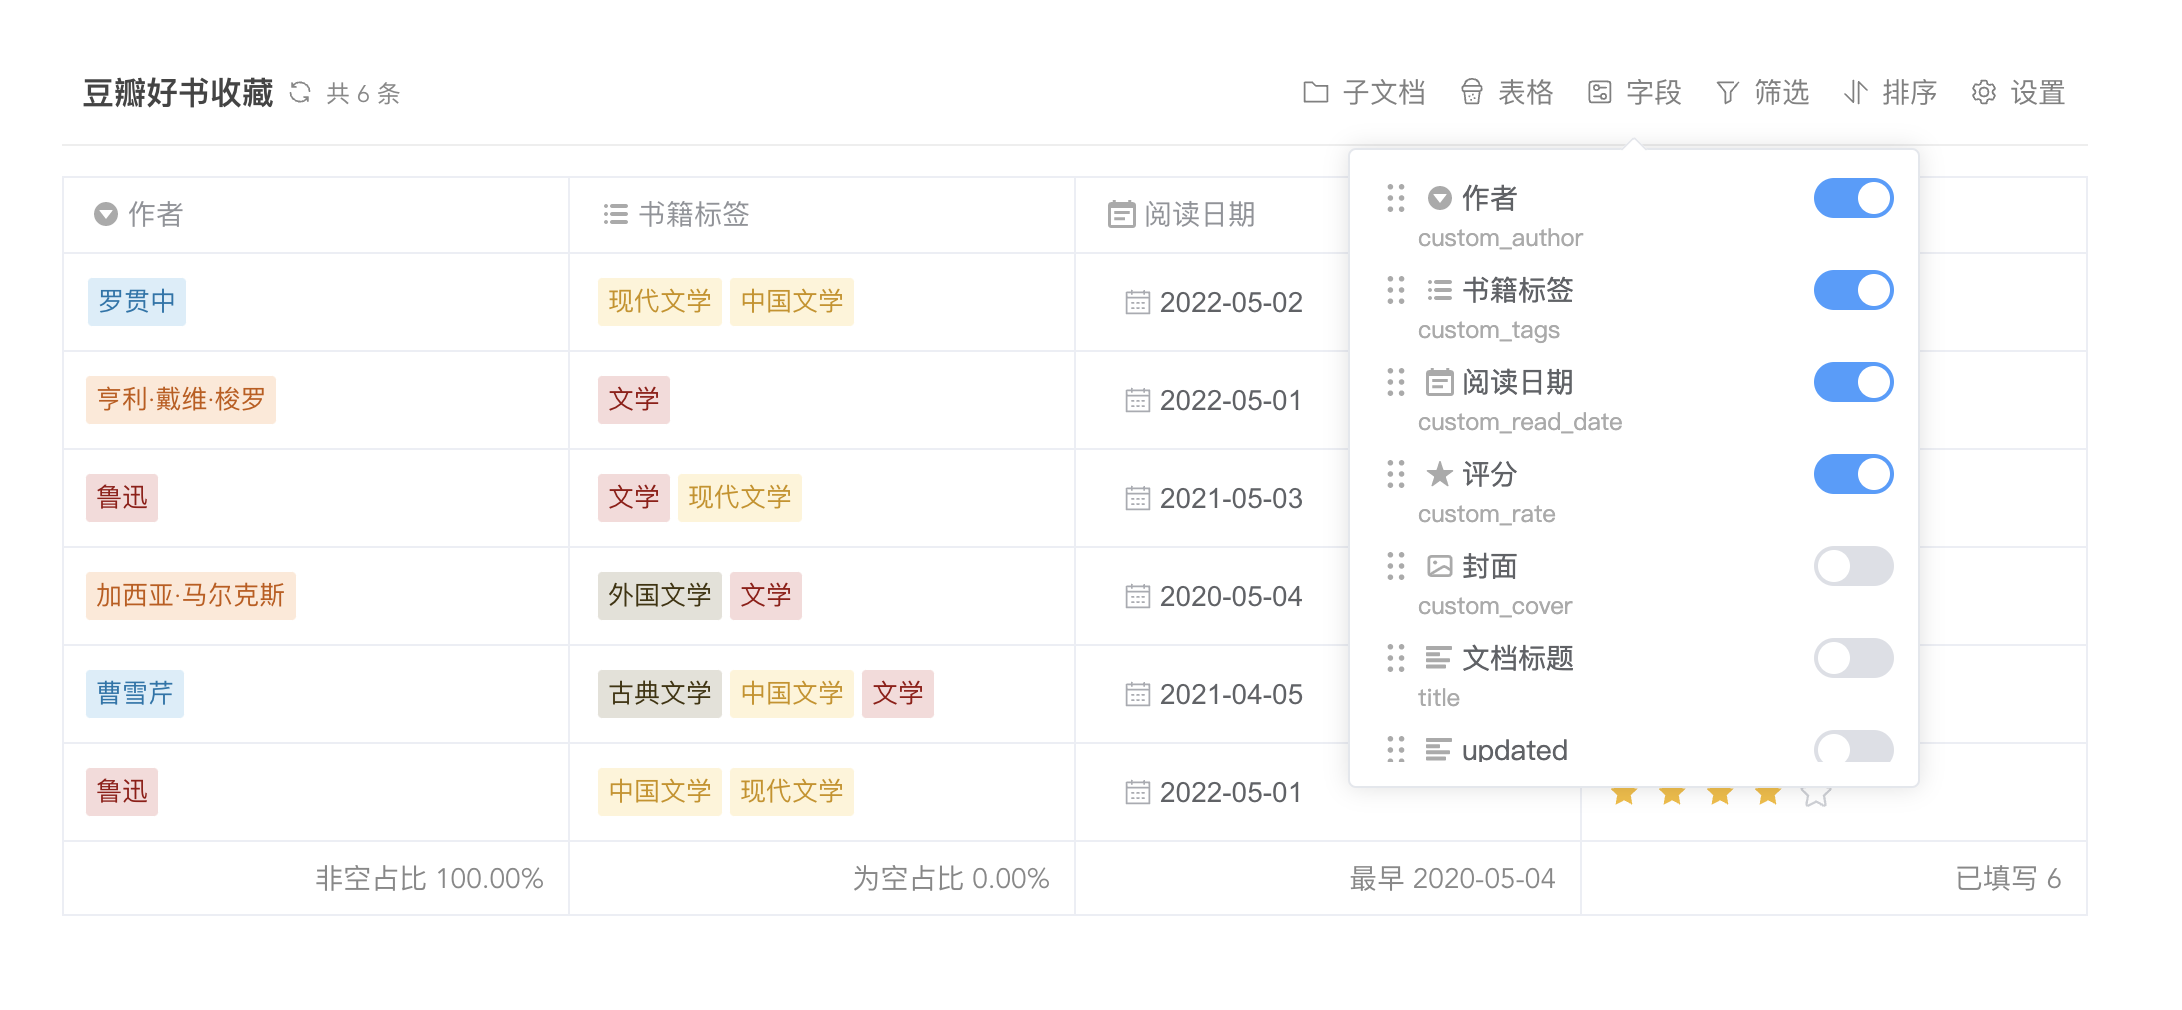 豆瓣好书收藏 共 6 条 子文档 表格 字段 筛选 排序 设置
作者 书籍标签 阅读日期
罗贯中 现代文学 中国文学 2022-05-02
亨利·戴维·梭罗 文学 2022-05-01
鲁迅 文学 现代文学 2021-05-03
加西亚·马尔克斯 外国文学 文学 2020-05-04
曹雪芹 古典文学 中国文学 文学 2021-04-05
鲁迅 中国文学 现代文学 2022-05-01
非空占比 100.00% 为空占比 0.00% 最早 2020-05-04 已填写 6
作者
custom_author
书籍标签
custom_tags
阅读日期
custom_read_date
评分
custom_rate
封面
custom_cover
文档标题
title
updated